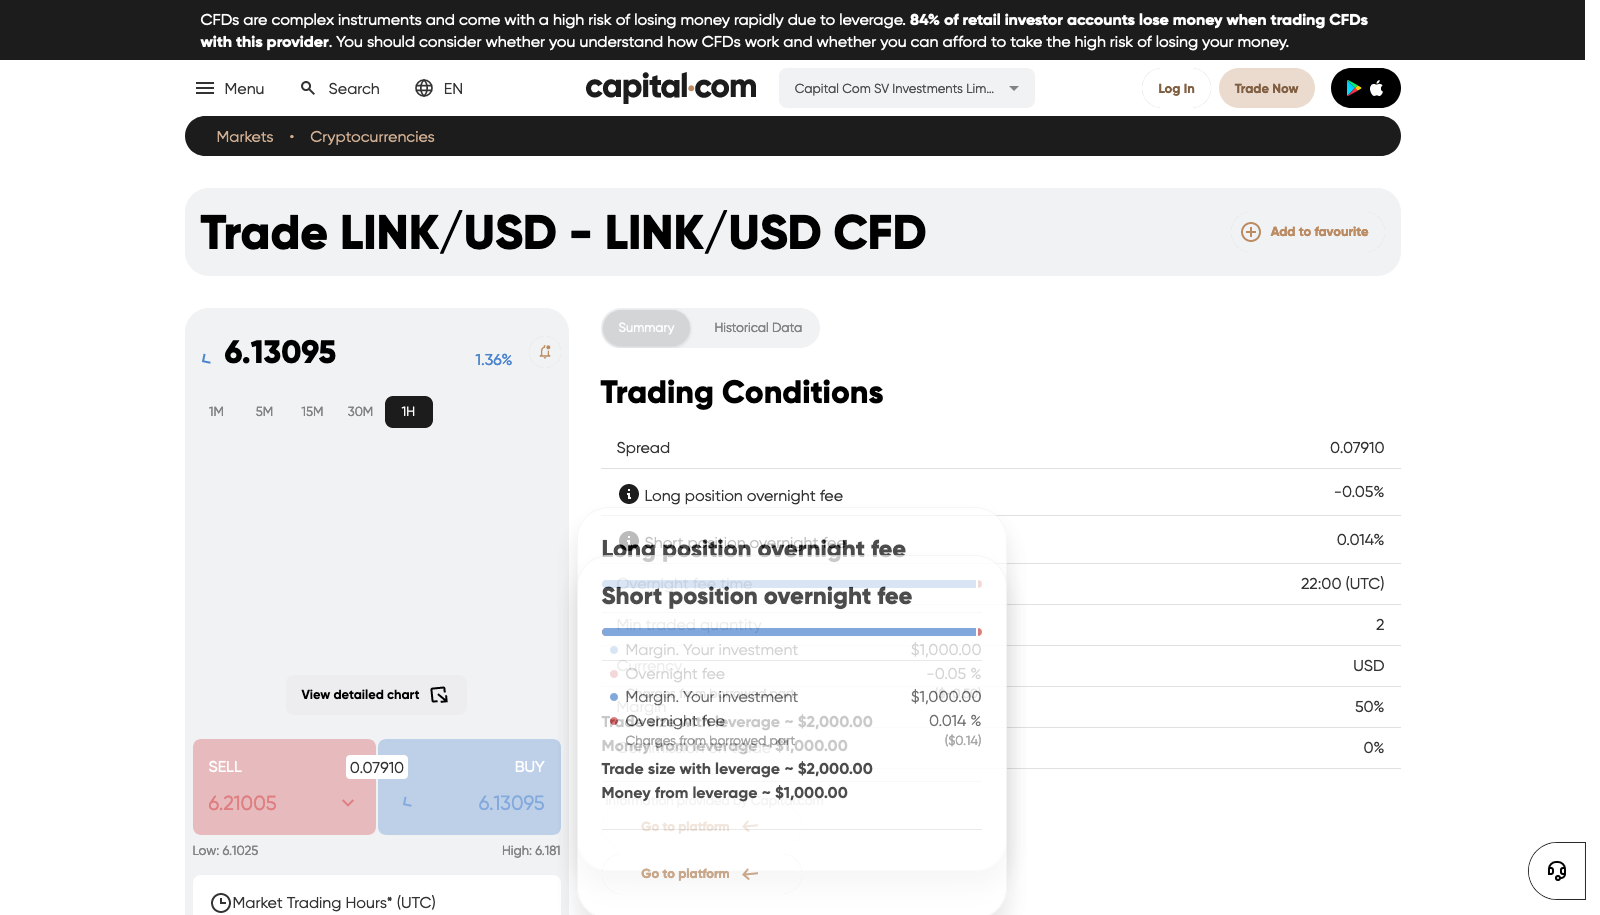 CFDs are complex instruments and come with a high risk of losing money rapidly due to leverage. 84% of retail investor accounts lose money when trading CFDs
with this provider. You should consider whether you understand how CFDs work and whether you can afford to take the high risk of losing your money.
Menu Search EN capital.com Capital Com SV Investments Lim... Log In Trade Now
Markets • Cryptocurrencies
Trade LINK/USD - LINK/USD CFD
Add to favourite
6.13095 1.36%
1M 5M 15M 30M 1H
View detailed chart
SELL 0.07910 BUY
6.21005 6.13095
Low: 6.1025 High: 6.181
Market Trading Hours* (UTC)
Summary Historical Data
Trading Conditions
Spread 0.07910
Long position overnight fee -0.05%
Short position overnight fee 0.014%
Overnight fee time 22:00 (UTC)
Min traded quantity 2
Currency USD
Margin 50%
0%
Information provided by Capital.com
Long position overnight fee
Margin. Your investment $1,000.00
Overnight fee -0.05 %
Trade size with leverage ~ $2,000.00
Money from leverage ~ $1,000.00
Go to platform
Short position overnight fee
Margin. Your investment $1,000.00
Overnight fee 0.014 %
Charges from borrowed part ($0.14)
Trade size with leverage ~ $2,000.00
Money from leverage ~ $1,000.00
Go to platform